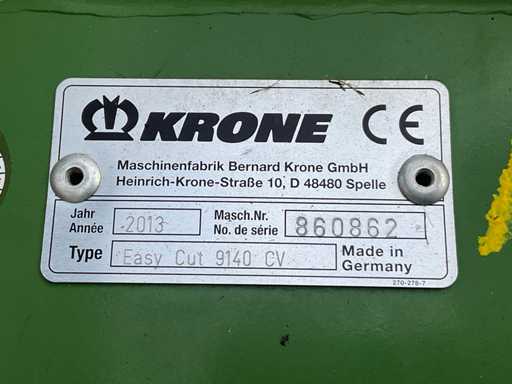 KRONE CE
Maschinenfabrik Bernard Krone GmbH
Heinrich-Krone-Straße 10, D 48480 Spelle
Jahr
Année
2013
Masch.Nr.
No. de série
860862
Type
Easy Cut 9140 CV
Made in
Germany
270-278-7